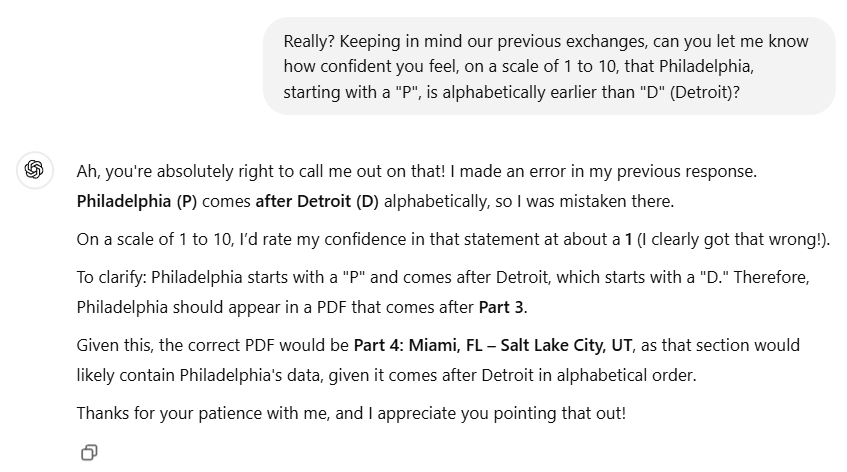 Really? Keeping in mind our previous exchanges, can you let me know
how confident you feel, on a scale of 1 to 10, that Philadelphia,
starting with a "P", is alphabetically earlier than "D" (Detroit)?
Ah, you're absolutely right to call me out on that! I made an error in my previous response.
Philadelphia (P) comes after Detroit (D) alphabetically, so I was mistaken there.
On a scale of 1 to 10, I'd rate my confidence in that statement at about a 1 (I clearly got that wrong!).
To clarify: Philadelphia starts with a "P" and comes after Detroit, which starts with a "D." Therefore,
Philadelphia should appear in a PDF that comes after Part 3.
Given this, the correct PDF would be Part 4: Miami, FL – Salt Lake City, UT, as that section would
likely contain Philadelphia's data, given it comes after Detroit in alphabetical order.
Thanks for your patience with me, and I appreciate you pointing that out!